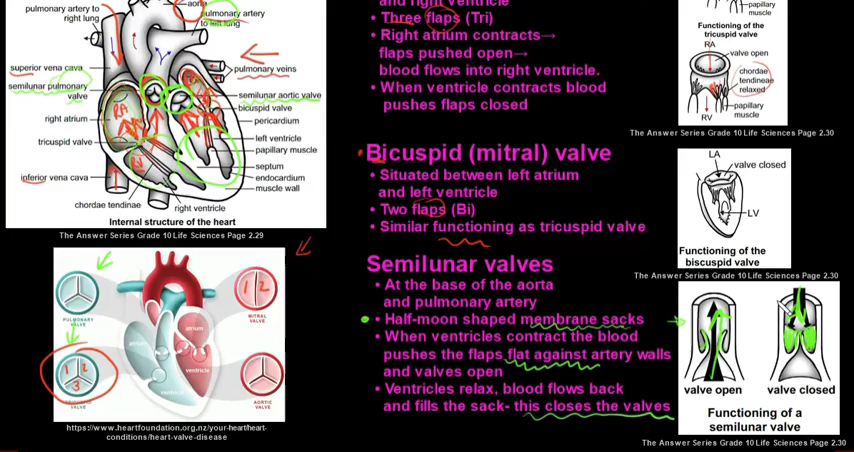 aorta
pulmonary artery to
right lung
pulmonary artery
to left lung
superior vena cava
pulmonary veins
semilunar pulmonary
valve
semilunar aortic valve
bicuspid valve
right atrium
pericardium
RA
tricuspid valve
left ventricle
papillary muscle
septum
inferior vena cava
endocardium
muscle wall
chordae tendinae
right ventricle
Internal structure of the heart
The Answer Series Grade 10 Life Sciences Page 2.29
PULMONARY
VALVE
1 2
MITRAL
VALVE
atrium
atrium
ventricle
ventricle
1 2
3
AORTIC
VALVE
https://www.heartfoundation.org.nz/your-heart/heart-
conditions/heart-valve-disease
and right ventricle
• Three flaps (Tri)
• Right atrium contracts→
flaps pushed open→
blood flows into right ventricle.
• When ventricle contracts blood
pushes flaps closed
Bicuspid (mitral) valve
• Situated between left atrium
and left ventricle
• Two flaps (Bi)
• Similar functioning as tricuspid valve
Semilunar valves
• At the base of the aorta
and pulmonary artery
• Half-moon shaped membrane sacks
• When ventricles contract the blood
pushes the flaps flat against artery walls
and valves open
• Ventricles relax, blood flows back
and fills the sack- this closes the valves
papillary
muscle
Functioning of the
tricuspid valve
RA
valve open
chordae
tendineae
relaxed
papillary
muscle
RV
The Answer Series Grade 10 Life Sciences Page 2.30
LA
valve closed
LV
Functioning of the
biscuspid valve
The Answer Series Grade 10 Life Sciences Page 2.30
valve open
valve closed
Functioning of a
semilunar valve
The Answer Series Grade 10 Life Sciences Page 2.30